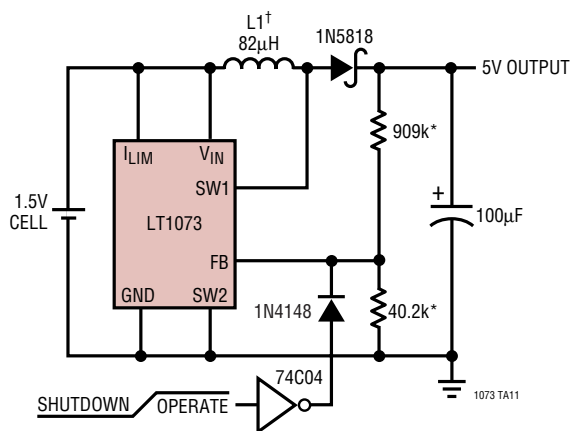 L1†
82µH
1N5818
5V OUTPUT
909k*
ILIM
VIN
SW1
1.5V
CELL
LT1073
+
100µF
FB
GND
SW2
1N4148
40.2k*
74C04
SHUTDOWN
OPERATE
1073 TA11